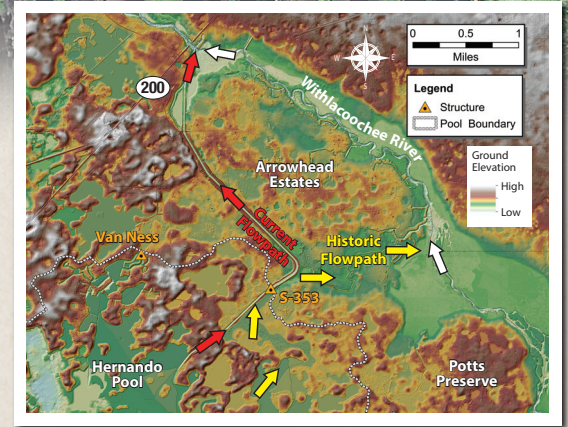 0 0.5 1
Miles
Legend
Structure
Pool Boundary
Ground
Elevation
High
Low
W N E
S
200
Withlacoochee River
Arrowhead
Estates
Current
Flowpath
Van Ness
Historic
Flowpath
S-353
Hernando
Pool
Potts
Preserve